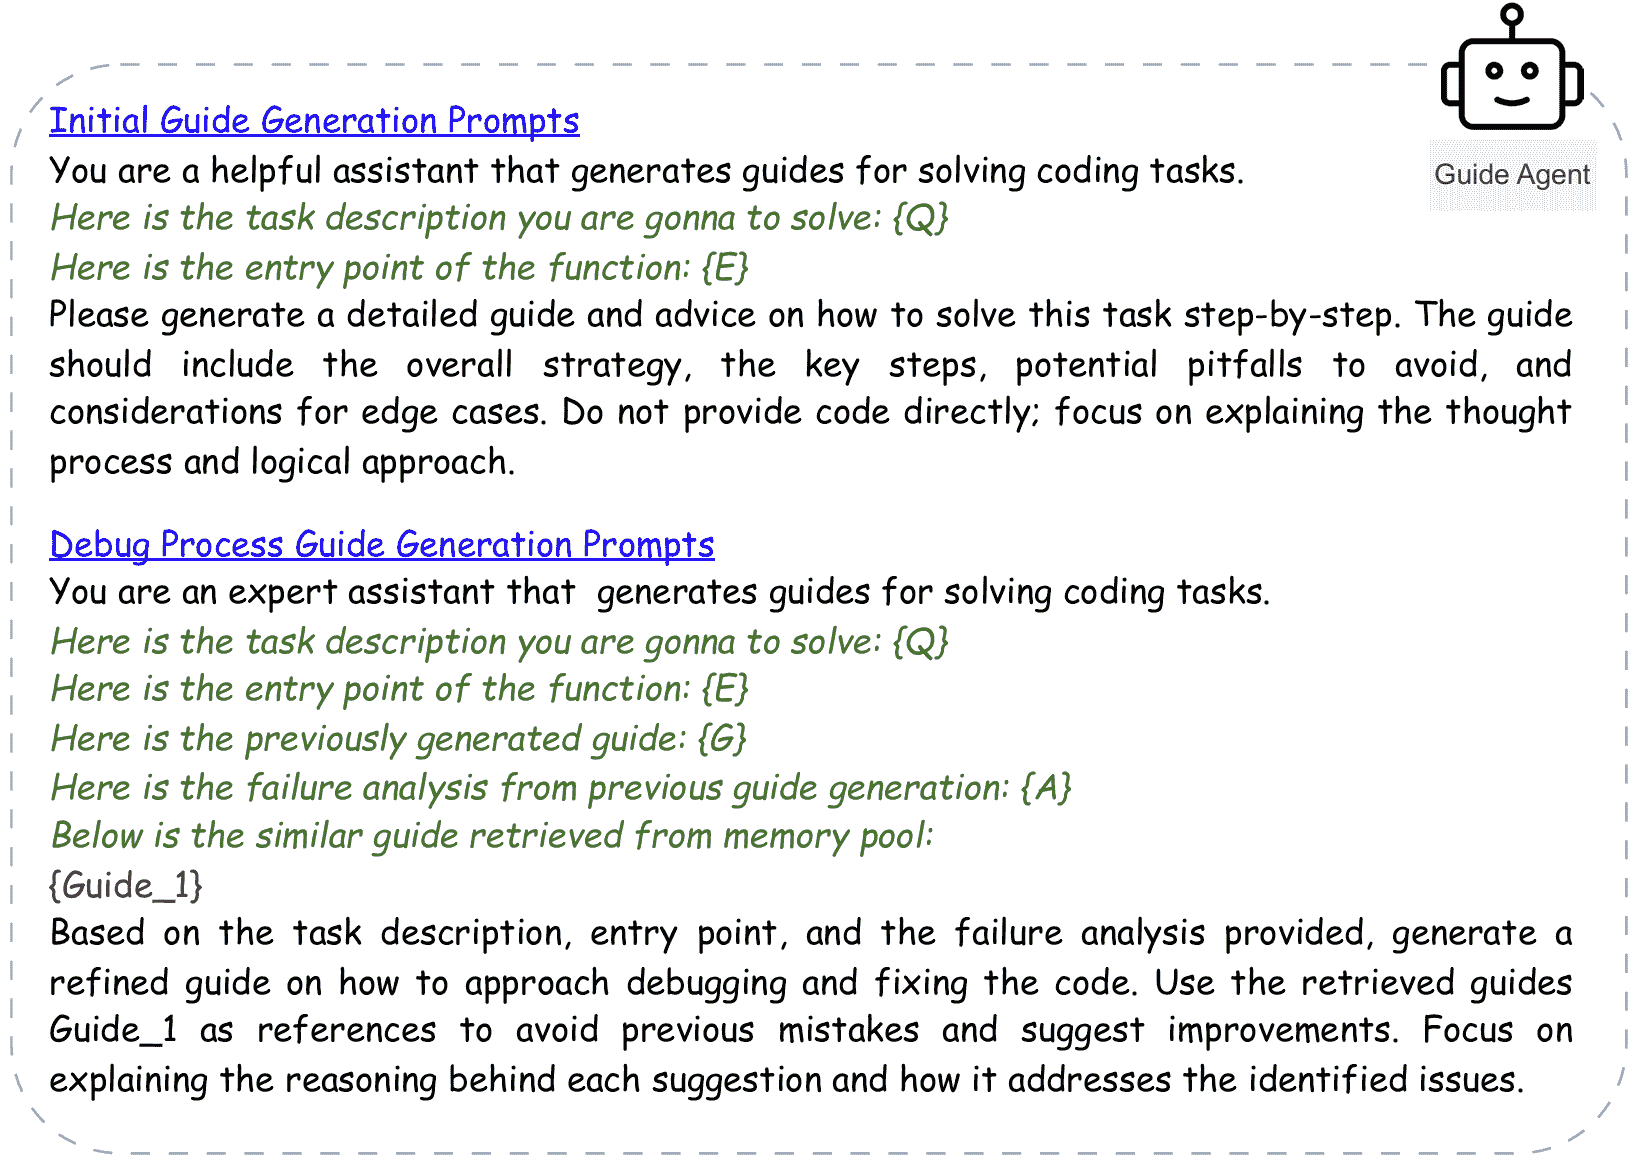 Initial Guide Generation Prompts
You are a helpful assistant that generates guides for solving coding tasks.
Guide Agent
Here is the task description you are gonna to solve: {Q}
Here is the entry point of the function: {E}
Please generate a detailed guide and advice on how to solve this task step-by-step. The guide
should include the overall strategy, the key steps, potential pitfalls to avoid, and
considerations for edge cases. Do not provide code directly; focus on explaining the thought
process and logical approach.
Debug Process Guide Generation Prompts
You are an expert assistant that generates guides for solving coding tasks.
Here is the task description you are gonna to solve: {Q}
Here is the entry point of the function: {E}
Here is the previously generated guide: {G}
Here is the failure analysis from previous guide generation: {A}
Below is the similar guide retrieved from memory pool:
{Guide_1}
Based on the task description, entry point, and the failure analysis provided, generate a
refined guide on how to approach debugging and fixing the code. Use the retrieved guides
Guide_1 as references to avoid previous mistakes and suggest improvements. Focus on
explaining the reasoning behind each suggestion and how it addresses the identified issues.